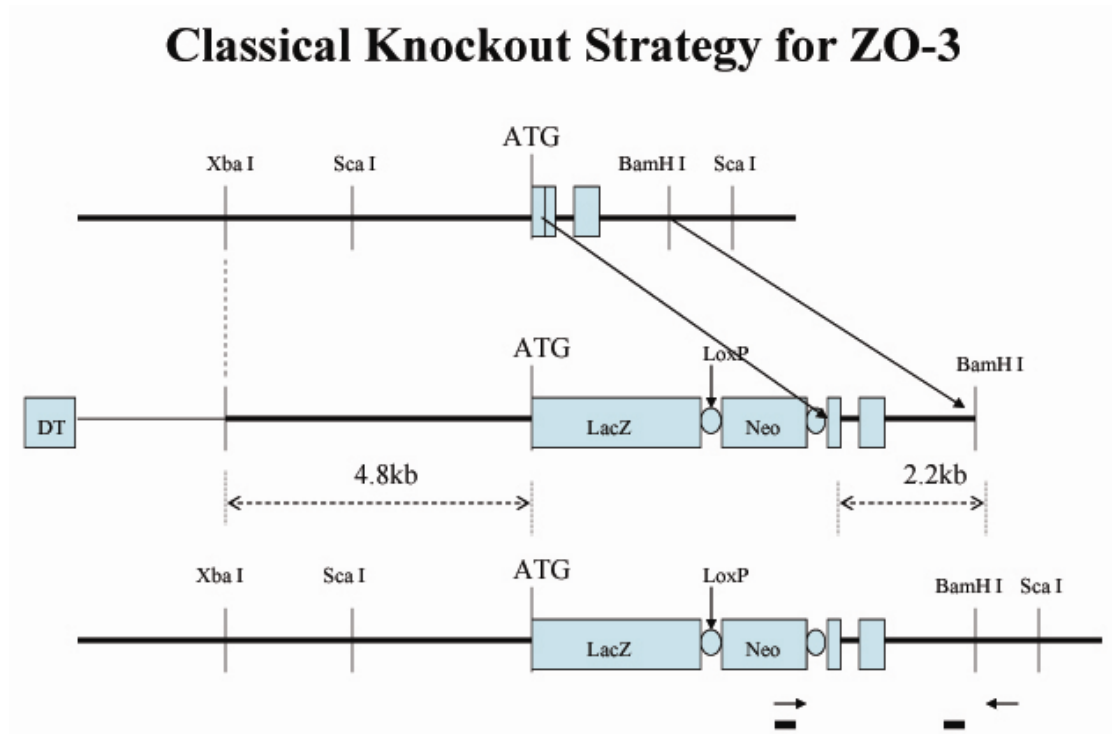 Classical Knockout Strategy for ZO-3
ATG
Xba I Sca I BamH I Sca I
ATG
LoxP
BamH I
DT LacZ Neo
4.8kb 2.2kb
ATG
Xba I Sca I LoxP BamH I Sca I
LacZ Neo